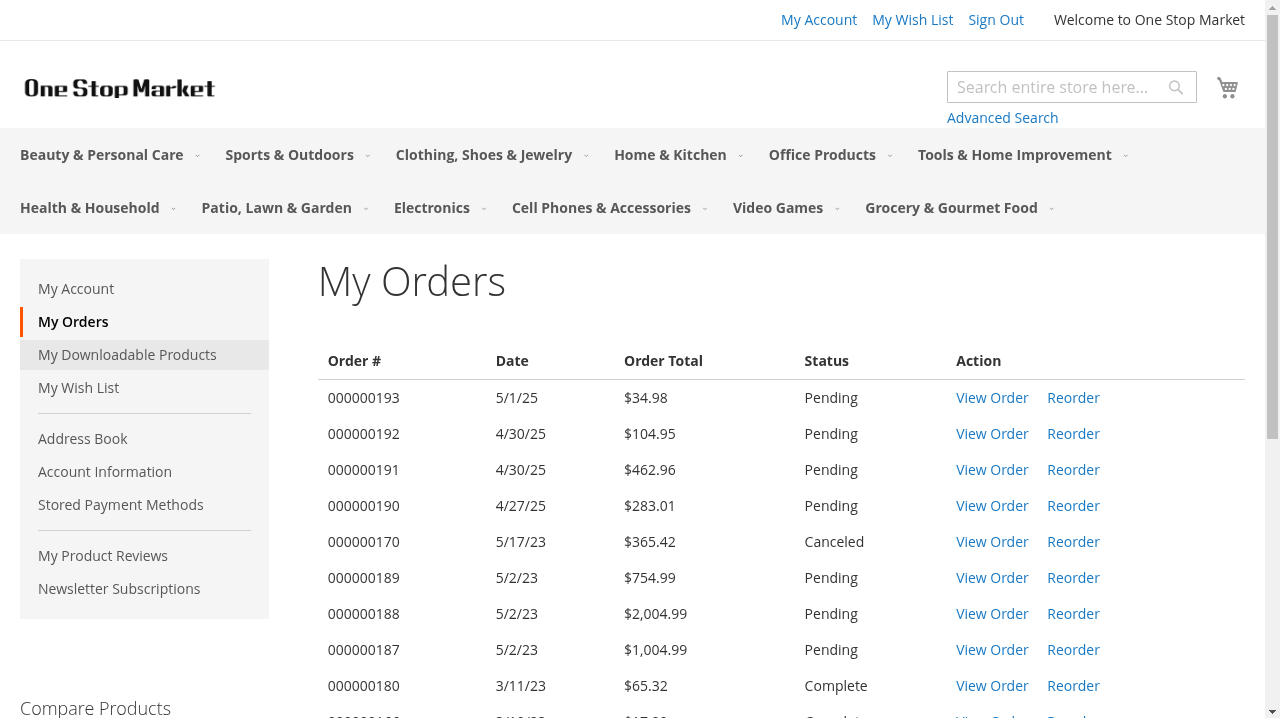 My Account My Wish List Sign Out Welcome to One Stop Market
One Stop Market
Search entire store here...
Advanced Search
Beauty & Personal Care Sports & Outdoors Clothing, Shoes & Jewelry Home & Kitchen Office Products Tools & Home Improvement
Health & Household Patio, Lawn & Garden Electronics Cell Phones & Accessories Video Games Grocery & Gourmet Food
My Account
My Orders
My Downloadable Products
My Wish List
Address Book
Account Information
Stored Payment Methods
My Product Reviews
Newsletter Subscriptions
Compare Products
My Orders
Order # Date Order Total Status Action
000000193 5/1/25 $34.98 Pending View Order Reorder
000000192 4/30/25 $104.95 Pending View Order Reorder
000000191 4/30/25 $462.96 Pending View Order Reorder
000000190 4/27/25 $283.01 Pending View Order Reorder
000000170 5/17/23 $365.42 Canceled View Order Reorder
000000189 5/2/23 $754.99 Pending View Order Reorder
000000188 5/2/23 $2,004.99 Pending View Order Reorder
000000187 5/2/23 $1,004.99 Pending View Order Reorder
000000180 3/11/23 $65.32 Complete View Order Reorder